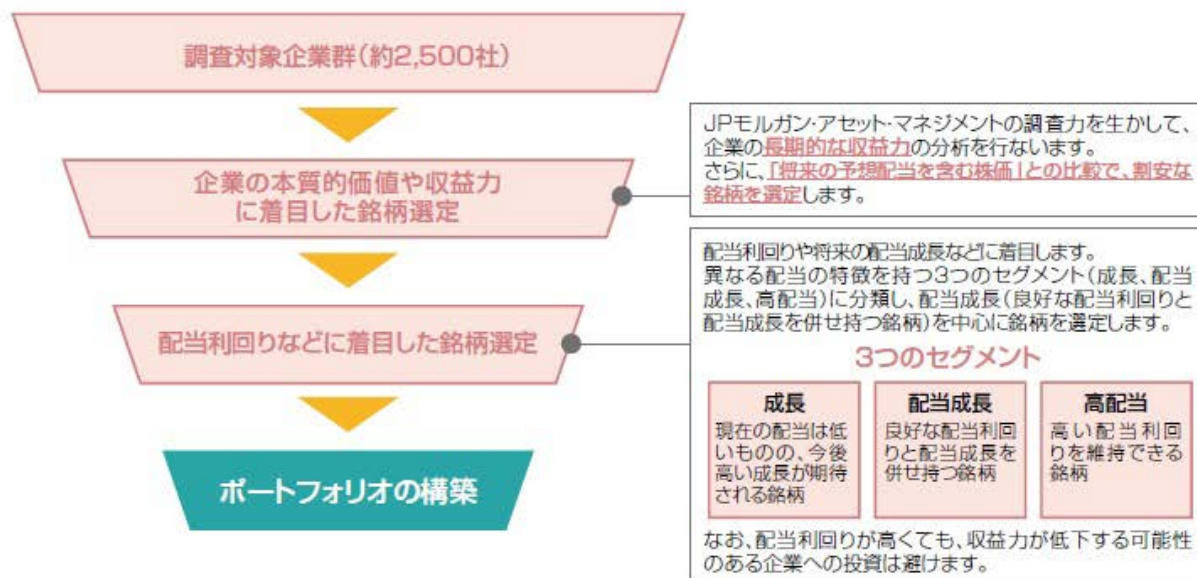 調査対象企業群(約2,500社)
企業の本質的価値や収益力
に着目した銘柄選定
JPモルガン・アセット・マネジメントの調査力を生かして、
企業の長期的な収益力の分析を行ないます。
さらに、「将来の予想配当を含む株価」との比較で、割安な
銘柄を選定します。
配当利回りなどに着目した銘柄選定
配当利回りや将来の配当成長などに着目します。
異なる配当の特徴を持つ3つのセグメント(成長、配当
成長、高配当)に分類し、配当成長(良好な配当利回りと
配当成長を併せ持つ銘柄)を中心に銘柄を選定します。
3つのセグメント
成長
現在の配当は低
いものの、今後
高い成長が期待
される銘柄
配当成長
良好な配当利回
りと配当成長を
併せ持つ銘柄
高配当
高い配当利回
りを維持できる
銘柄
なお、配当利回りが高くても、収益力が低下する可能性
のある企業への投資は避けます。
ポートフォリオの構築